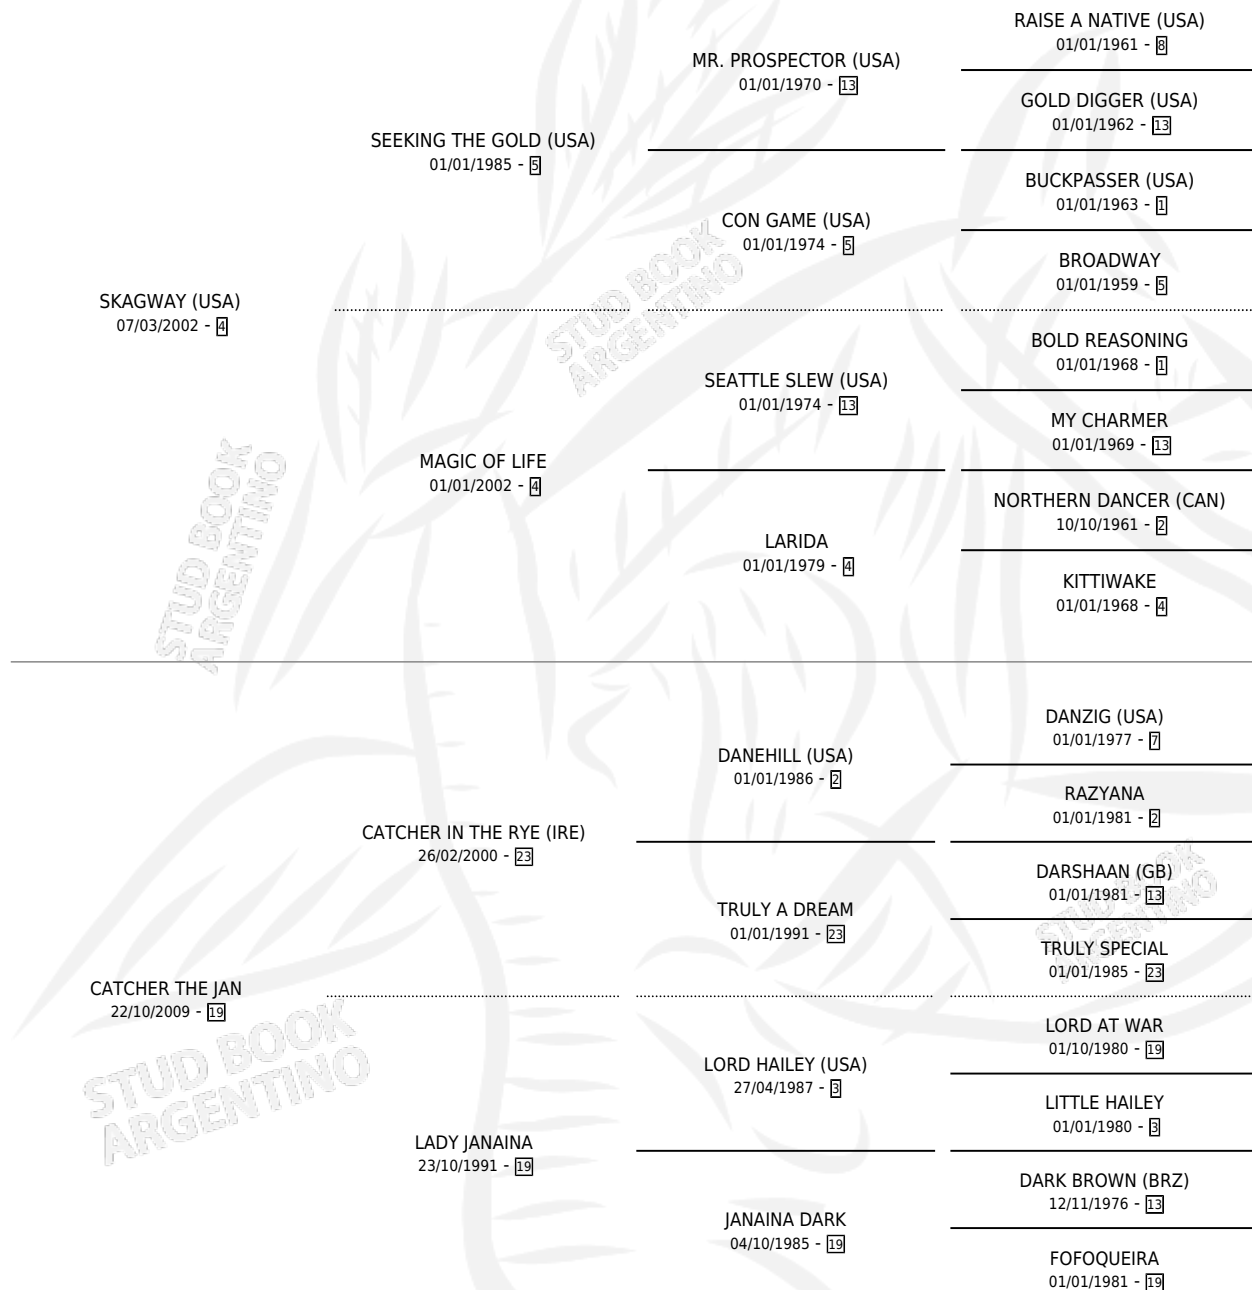 RAISE A NATIVE (USA)
01/01/1961 - 8
MR. PROSPECTOR (USA)
01/01/1970 - 13
GOLD DIGGER (USA)
01/01/1962 - 13
SEEKING THE GOLD (USA)
01/01/1985 - 5
BUCKPASSER (USA)
01/01/1963 - 1
CON GAME (USA)
01/01/1974 - 5
BROADWAY
01/01/1959 - 5
SKAGWAY (USA)
07/03/2002 - 4
BOLD REASONING
01/01/1968 - 1
SEATTLE SLEW (USA)
01/01/1974 - 13
MY CHARMER
01/01/1969 - 13
MAGIC OF LIFE
01/01/2002 - 4
NORTHERN DANCER (CAN)
10/10/1961 - 2
LARIDA
01/01/1979 - 4
KITTIWAKE
01/01/1968 - 4
DANZIG (USA)
01/01/1977 - 7
DANEHILL (USA)
01/01/1986 - 2
RAZYANA
01/01/1981 - 2
CATCHER IN THE RYE (IRE)
26/02/2000 - 23
DARSHAAN (GB)
01/01/1981 - 13
TRULY A DREAM
01/01/1991 - 23
TRULY SPECIAL
01/01/1985 - 23
CATCHER THE JAN
22/10/2009 - 19
LORD AT WAR
01/10/1980 - 19
LORD HAILEY (USA)
27/04/1987 - 3
LITTLE HAILEY
01/01/1980 - 3
LADY JANAINA
23/10/1991 - 19
DARK BROWN (BRZ)
12/11/1976 - 13
JANAINA DARK
04/10/1985 - 19
FOFOQUEIRA
01/01/1981 - 19
STUD BOOK
ARGENTINO
STUD BOOK
ARGENTINO
STUD BOOK
ARGENTINO
STUD BOOK
ARGENTINO